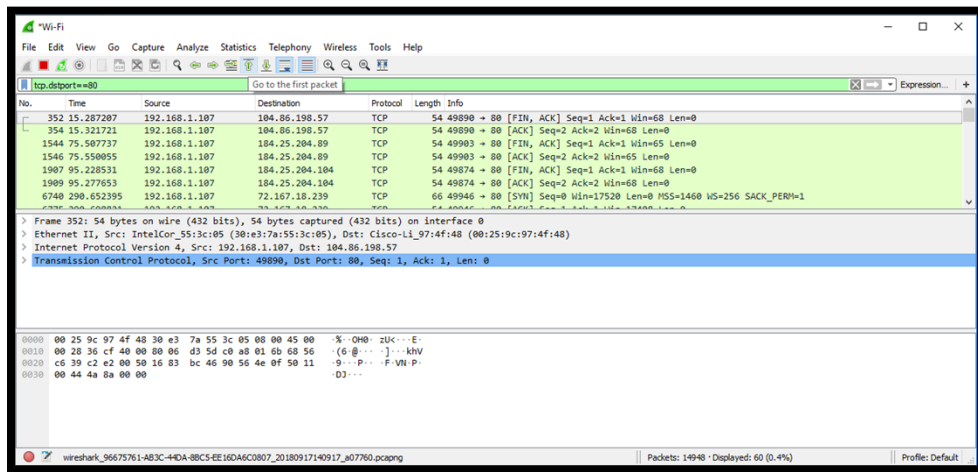 *Wi-Fi
File Edit View Go Capture Analyze Statistics Telephony Wireless Tools Help
tcp.dstport==80 Go to the first packet Expression... +
No. Time Source Destination Protocol Length Info
352 15.287207 192.168.1.107 104.86.198.57 TCP 54 49890 → 80 [FIN, ACK] Seq=1 Ack=1 Win=68 Len=0
354 15.321721 192.168.1.107 104.86.198.57 TCP 54 49890 → 80 [ACK] Seq=2 Ack=2 Win=68 Len=0
1544 75.507737 192.168.1.107 184.25.204.89 TCP 54 49903 → 80 [FIN, ACK] Seq=1 Ack=1 Win=65 Len=0
1546 75.550055 192.168.1.107 184.25.204.89 TCP 54 49903 → 80 [ACK] Seq=2 Ack=2 Win=65 Len=0
1907 95.228531 192.168.1.107 184.25.204.104 TCP 54 49874 → 80 [FIN, ACK] Seq=1 Ack=1 Win=68 Len=0
1909 95.277653 192.168.1.107 184.25.204.104 TCP 54 49874 → 80 [ACK] Seq=2 Ack=2 Win=68 Len=0
6740 290.652395 192.168.1.107 72.167.18.239 TCP 66 49946 → 80 [SYN] Seq=0 Win=17520 Len=0 MSS=1460 WS=256 SACK_PERM=1
> Frame 352: 54 bytes on wire (432 bits), 54 bytes captured (432 bits) on interface 0
> Ethernet II, Src: IntelCor_55:3c:05 (30:e3:7a:55:3c:05), Dst: Cisco-Li_97:4f:48 (00:25:9c:97:4f:48)
> Internet Protocol Version 4, Src: 192.168.1.107, Dst: 104.86.198.57
> Transmission Control Protocol, Src Port: 49890, Dst Port: 80, Seq: 1, Ack: 1, Len: 0
0000 00 25 9c 97 4f 48 30 e3 7a 55 3c 05 08 00 45 00 ·%··OH0· zU<···E·
0010 00 28 36 cf 40 00 80 06 d3 5d c0 a8 01 6b 68 56 ·(6·@··· ·]···khV
0020 c6 39 c2 e2 00 50 16 83 bc 46 90 56 4e 0f 50 11 ·9···P·· ·F·VN·P·
0030 00 44 4a 8a 00 00 ·DJ···
wireshark_96675761-AB3C-44DA-8BC5-EE16DA6C0807_20180917140917_a07760.pcapng Packets: 14948 · Displayed: 60 (0.4%) Profile: Default